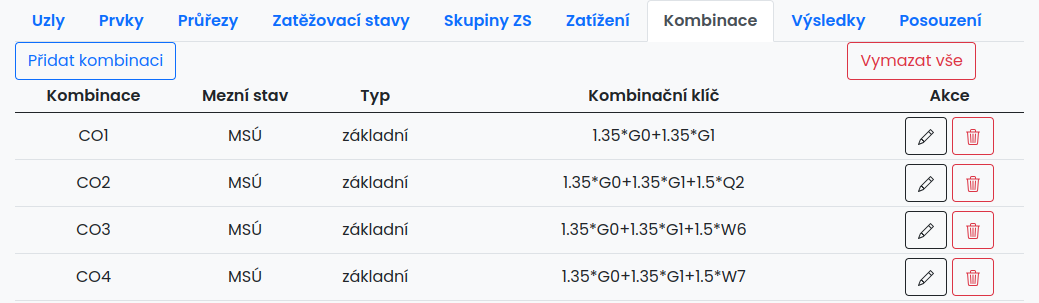 Uzly Prvky Průřezy Zatěžovací stavy Skupiny ZS Zatížení Kombinace Výsledky Posouzení
Přidat kombinaci Vymazat vše
Kombinace Mezní stav Typ Kombinační klíč Akce
CO1 MSÚ základní 1.35*G0+1.35*G1
CO2 MSÚ základní 1.35*G0+1.35*G1+1.5*Q2
CO3 MSÚ základní 1.35*G0+1.35*G1+1.5*W6
CO4 MSÚ základní 1.35*G0+1.35*G1+1.5*W7